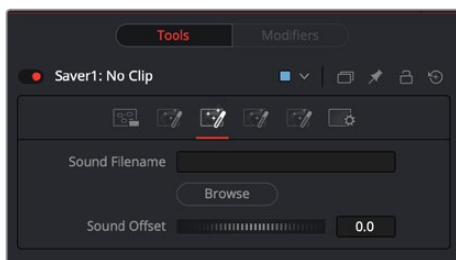 Tools Modifiers
Saver1: No Clip
Sound Filename
Browse
Sound Offset 0.0